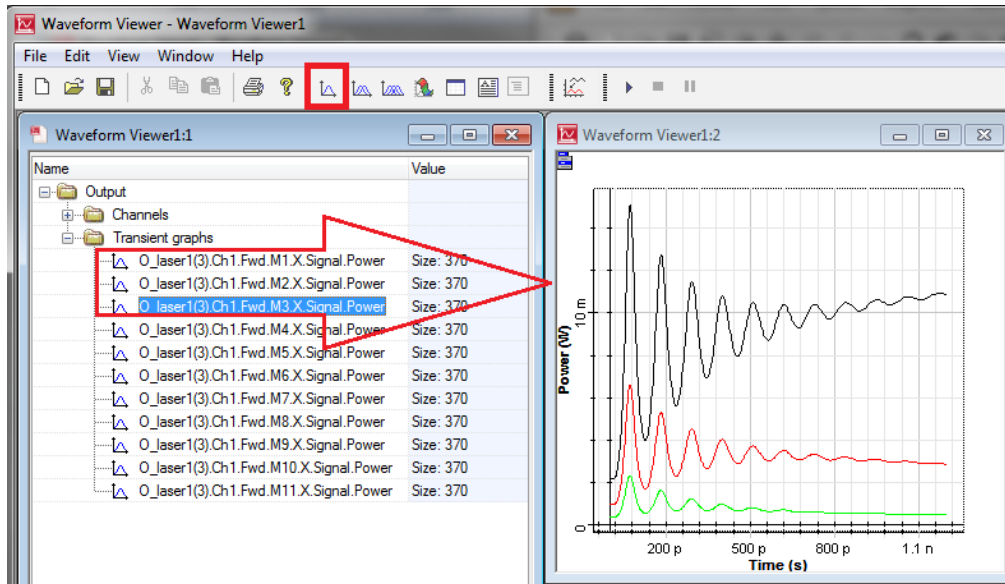 Waveform Viewer - Waveform Viewer1
File Edit View Window Help
Waveform Viewer1:1
Name Value
Output
Channels
Transient graphs
O_laser1(3).Ch1.Fwd.M1.X.Signal.Power Size: 370
O_laser1(3).Ch1.Fwd.M2.X.Signal.Power Size: 370
O_laser1(3).Ch1.Fwd.M3.X.Signal.Power Size: 370
O_laser1(3).Ch1.Fwd.M4.X.Signal.Power Size: 370
O_laser1(3).Ch1.Fwd.M5.X.Signal.Power Size: 370
O_laser1(3).Ch1.Fwd.M6.X.Signal.Power Size: 370
O_laser1(3).Ch1.Fwd.M7.X.Signal.Power Size: 370
O_laser1(3).Ch1.Fwd.M8.X.Signal.Power Size: 370
O_laser1(3).Ch1.Fwd.M9.X.Signal.Power Size: 370
O_laser1(3).Ch1.Fwd.M10.X.Signal.Power Size: 370
O_laser1(3).Ch1.Fwd.M11.X.Signal.Power Size: 370
Waveform Viewer1:2
Power (W)
10 m
0
200 p 500 p 800 p 1.1 n
Time (s)